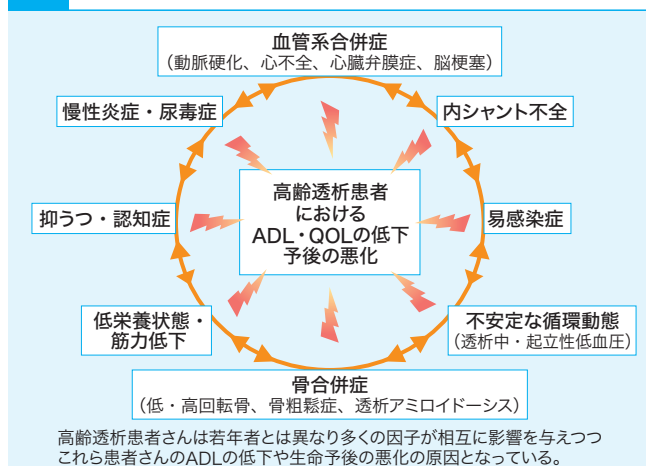 血管系合併症
（動脈硬化、心不全、心臓弁膜症、脳梗塞）
慢性炎症・尿毒症
内シャント不全
高齢透析患者
における
ADL・QOLの低下
予後の悪化
抑うつ・認知症
易感染症
低栄養状態・
筋力低下
不安定な循環動態
（透析中・起立性低血圧）
骨合併症
（低・高回転骨、骨粗鬆症、透析アミロイドーシス）
高齢透析患者さんは若年者とは異なり多くの因子が相互に影響を与えつつ
これら患者さんのADLの低下や生命予後の悪化の原因となっている。